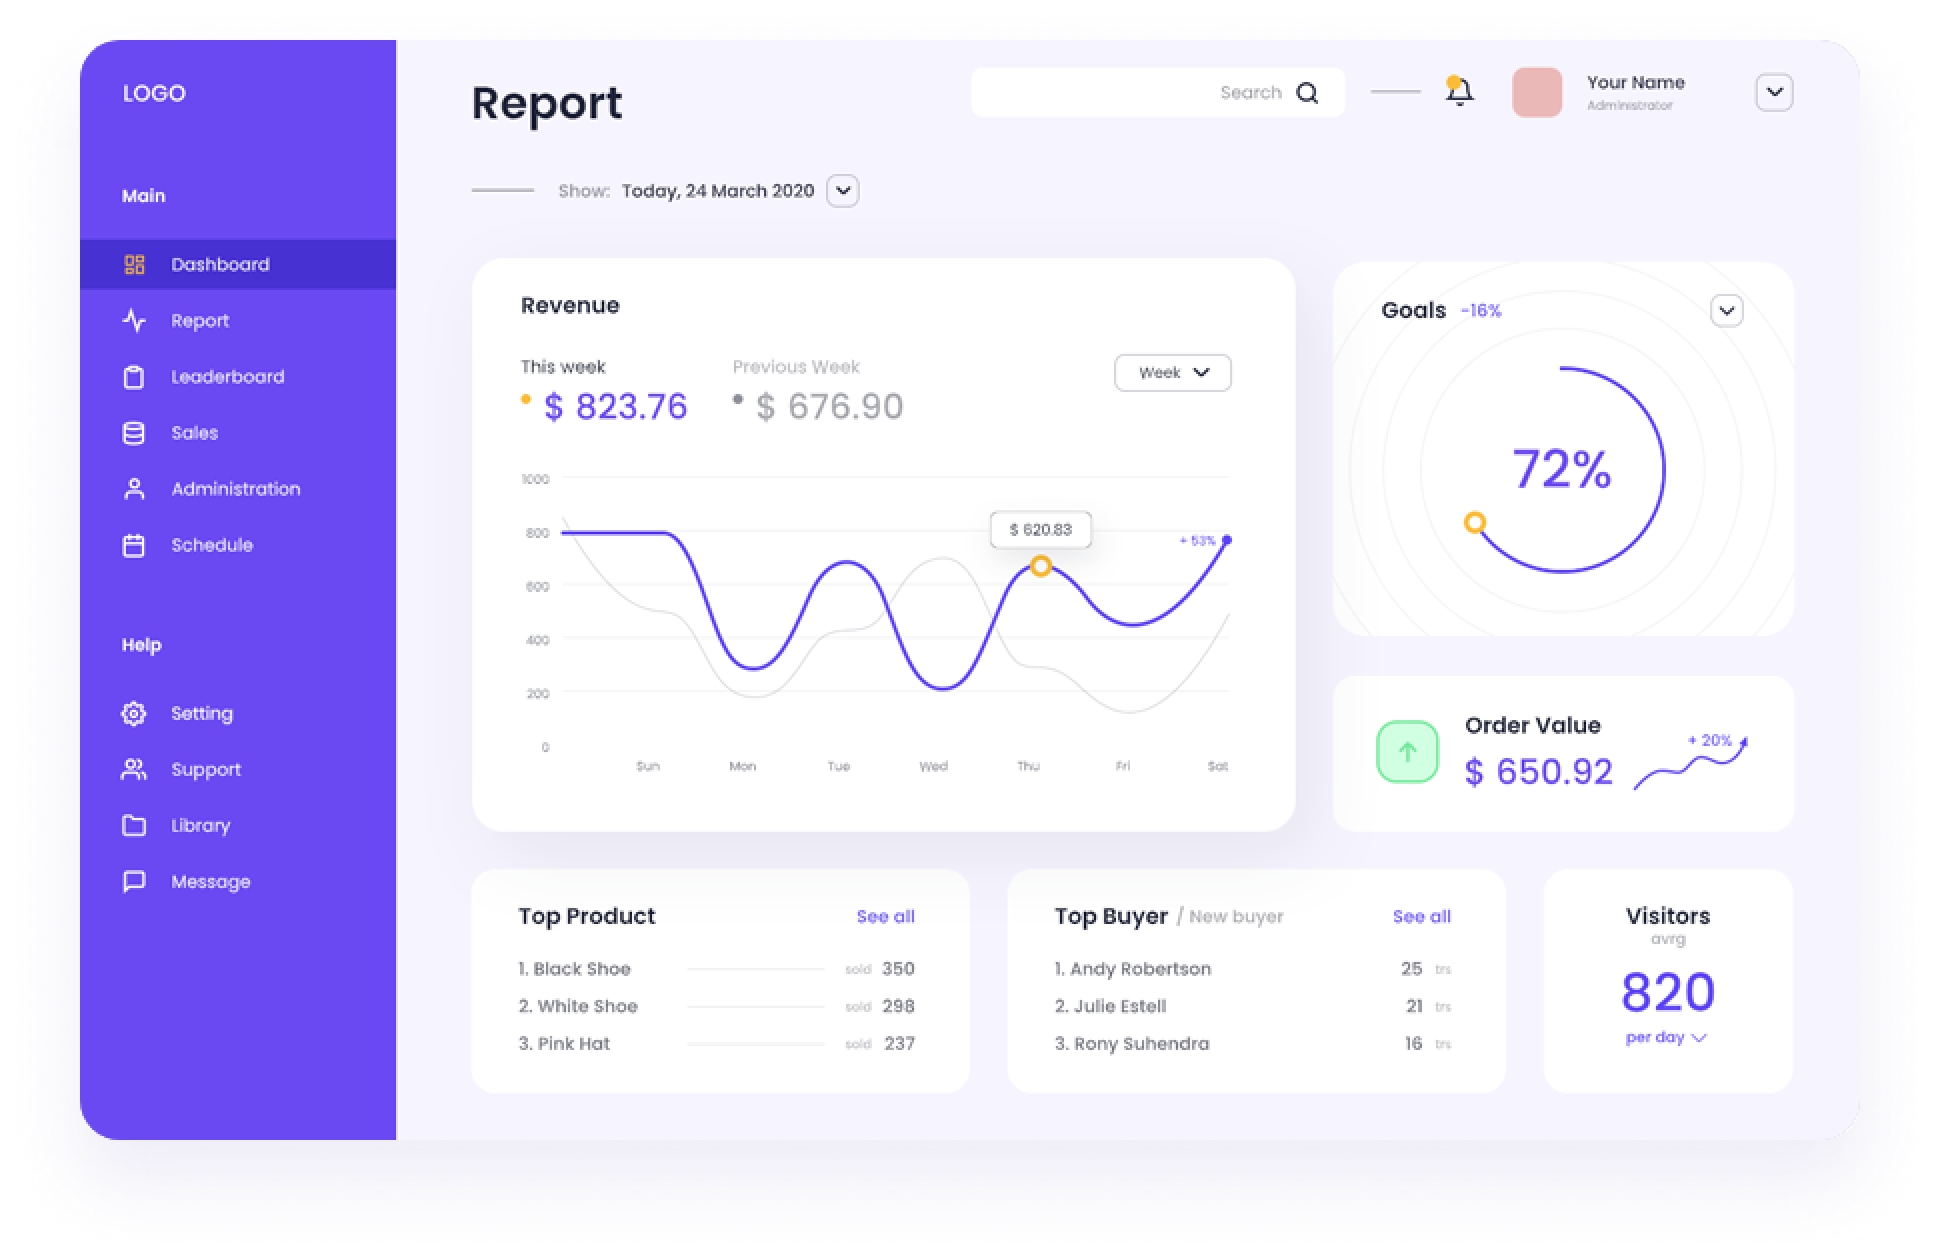 LOGO
Main
Dashboard
Report
Leaderboard
Sales
Administration
Schedule
Help
Setting
Support
Library
Message
Report
Search
Your Name
Administrator
Show: Today, 24 March 2020
Revenue
This week
$ 823.76
Previous Week
$ 676.90
Week
1000
800
600
400
200
0
$ 620.83
+ 53%
Sun Mon Tue Wed Thu Fri Sat
Goals -16%
72%
Order Value
$ 650.92
+ 20%
Top Product See all
1. Black Shoe sold 350
2. White Shoe sold 298
3. Pink Hat sold 237
Top Buyer / New buyer See all
1. Andy Robertson 25 trs
2. Julie Estell 21 trs
3. Rony Suhendra 16 trs
Visitors
avrg
820
per day